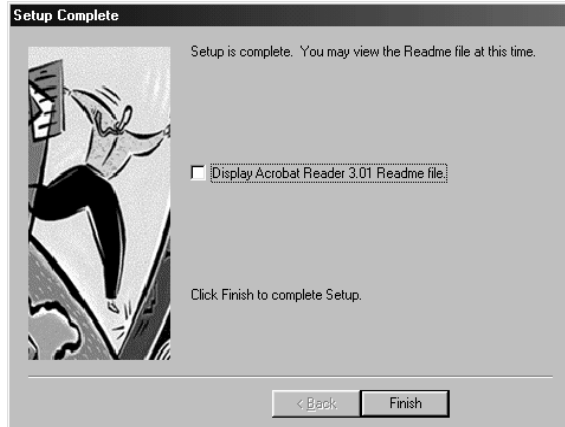 Setup Complete
Setup is complete. You may view the Readme file at this time.
Display Acrobat Reader 3.01 Readme file.
Click Finish to complete Setup.
< Back
Finish